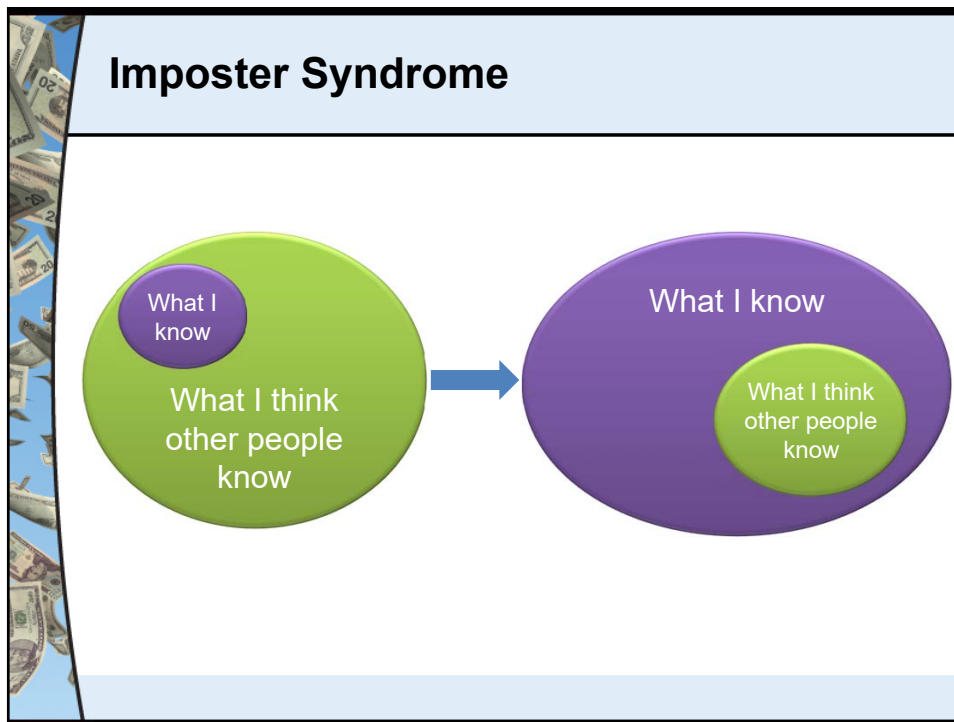 Imposter Syndrome
What I
know
What I think
other people
know
What I know
What I think
other people
know